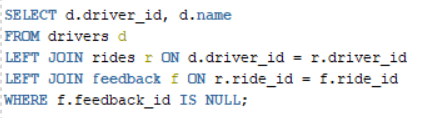 SELECT d.driver_id, d.name
FROM drivers d
LEFT JOIN rides r ON d.driver_id = r.driver_id
LEFT JOIN feedback f ON r.ride_id = f.ride_id
WHERE f.feedback_id IS NULL;